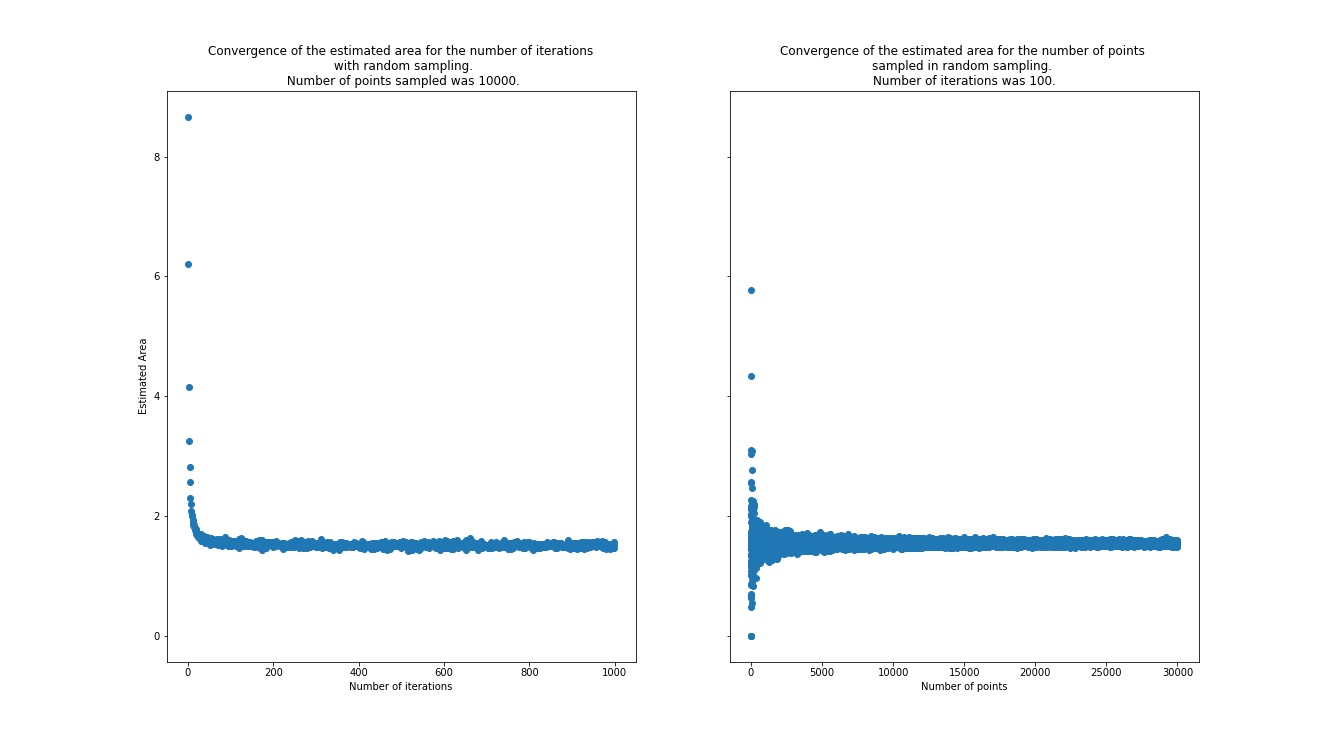 Convergence of the estimated area for the number of iterations
with random sampling.
Number of points sampled was 10000.
Estimated Area
8
6
4
2
0
0 200 400 600 800 1000
Number of iterations
Convergence of the estimated area for the number of points
sampled in random sampling.
Number of iterations was 100.
0 5000 10000 15000 20000 25000 30000
Number of points